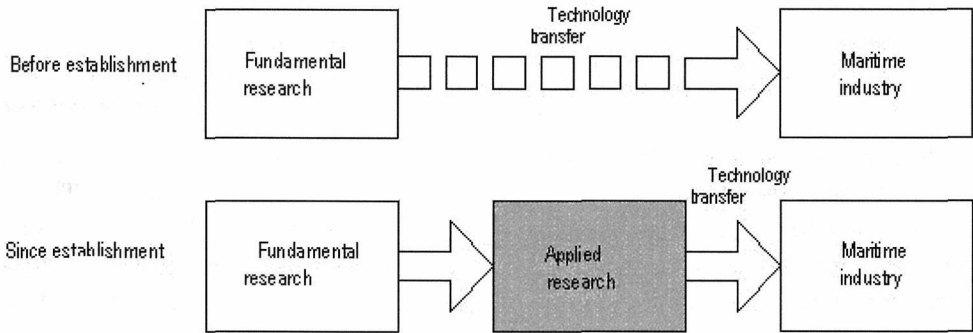 Technology
transfer
Before establishment
Fundamental
research
Maritime
industry
Technology
transfer
Since establishment
Fundamental
research
Applied
research
Maritime
industry